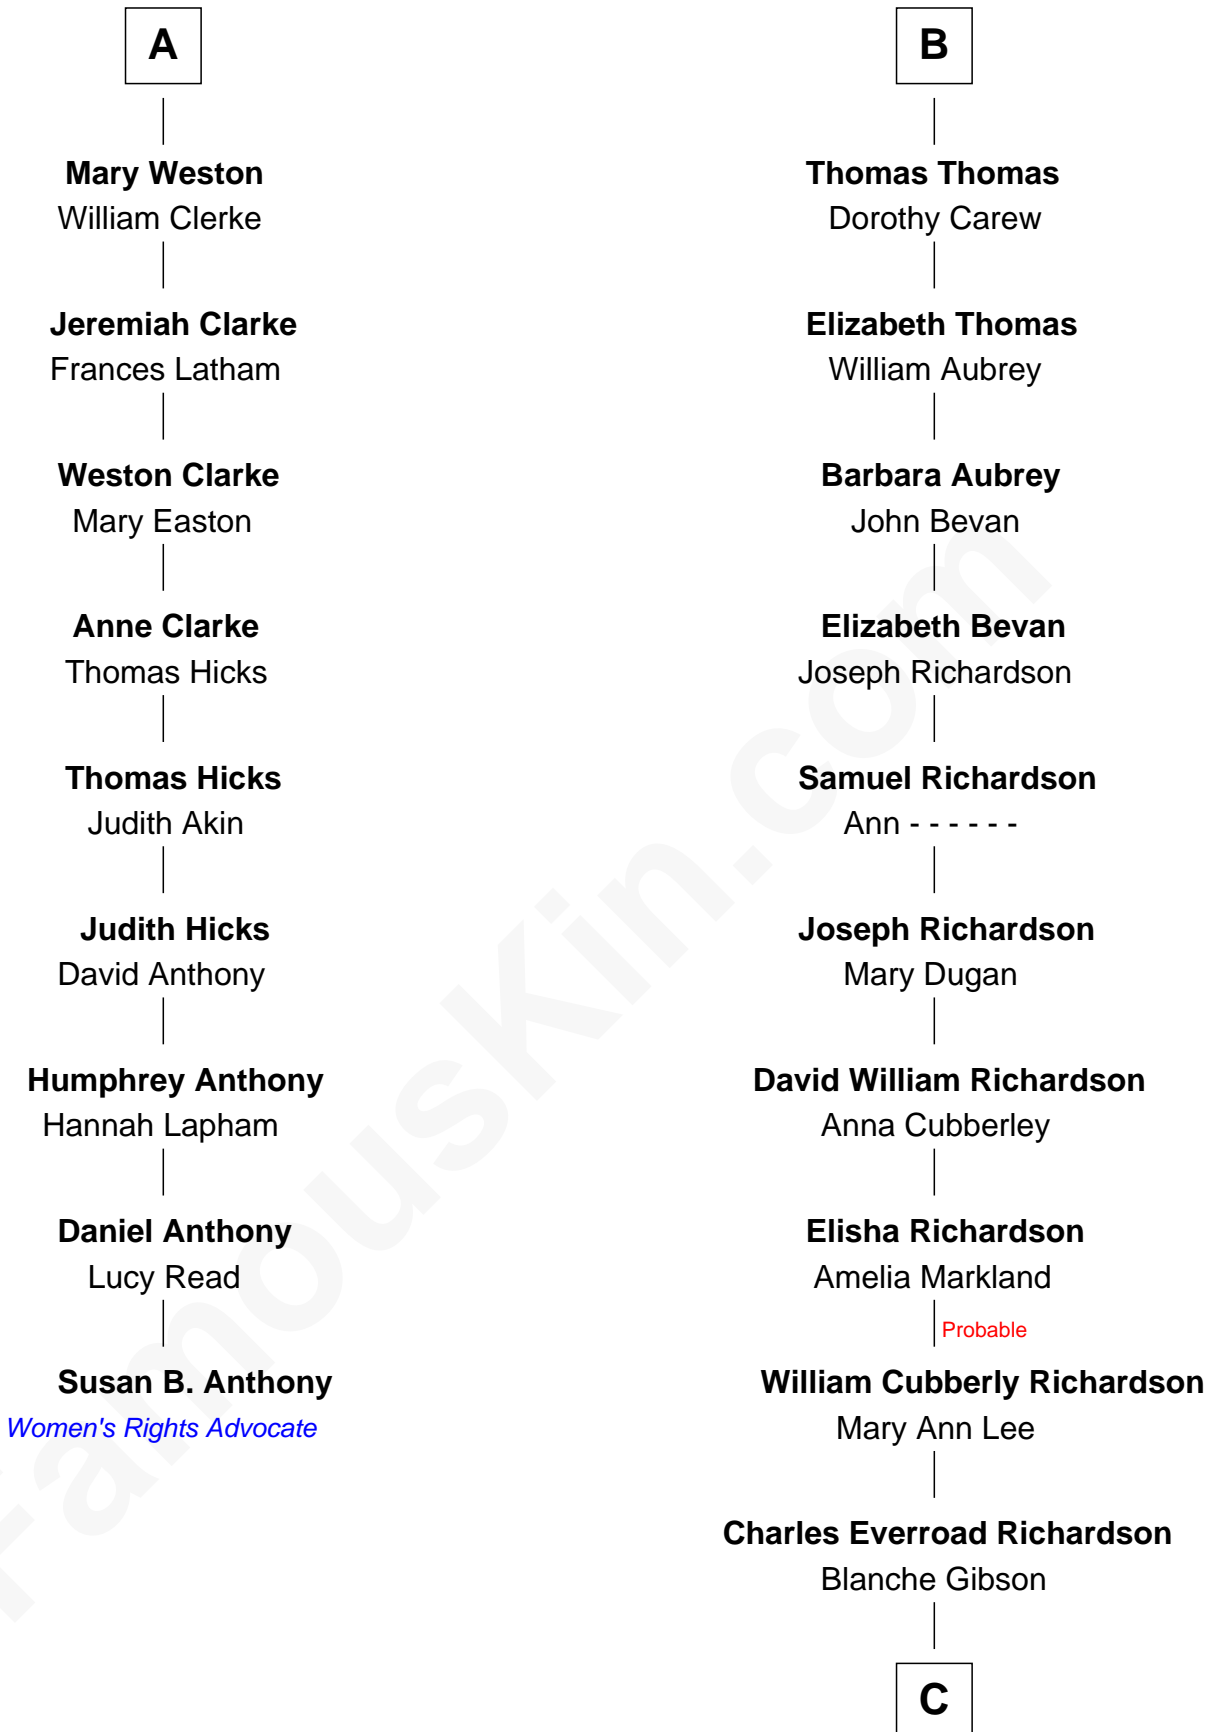 A
Mary Weston
William Clerke
Jeremiah Clarke
Frances Latham
Weston Clarke
Mary Easton
Anne Clarke
Thomas Hicks
Thomas Hicks
Judith Akin
Judith Hicks
David Anthony
Humphrey Anthony
Hannah Lapham
Daniel Anthony
Lucy Read
Susan B. Anthony
Women's Rights Advocate
B
Thomas Thomas
Dorothy Carew
Elizabeth Thomas
William Aubrey
Barbara Aubrey
John Bevan
Elizabeth Bevan
Joseph Richardson
Samuel Richardson
Ann - - - - - -
Joseph Richardson
Mary Dugan
David William Richardson
Anna Cubberley
Elisha Richardson
Amelia Markland
Probable
William Cubberly Richardson
Mary Ann Lee
Charles Everroad Richardson
Blanche Gibson
C
FamousKin.com